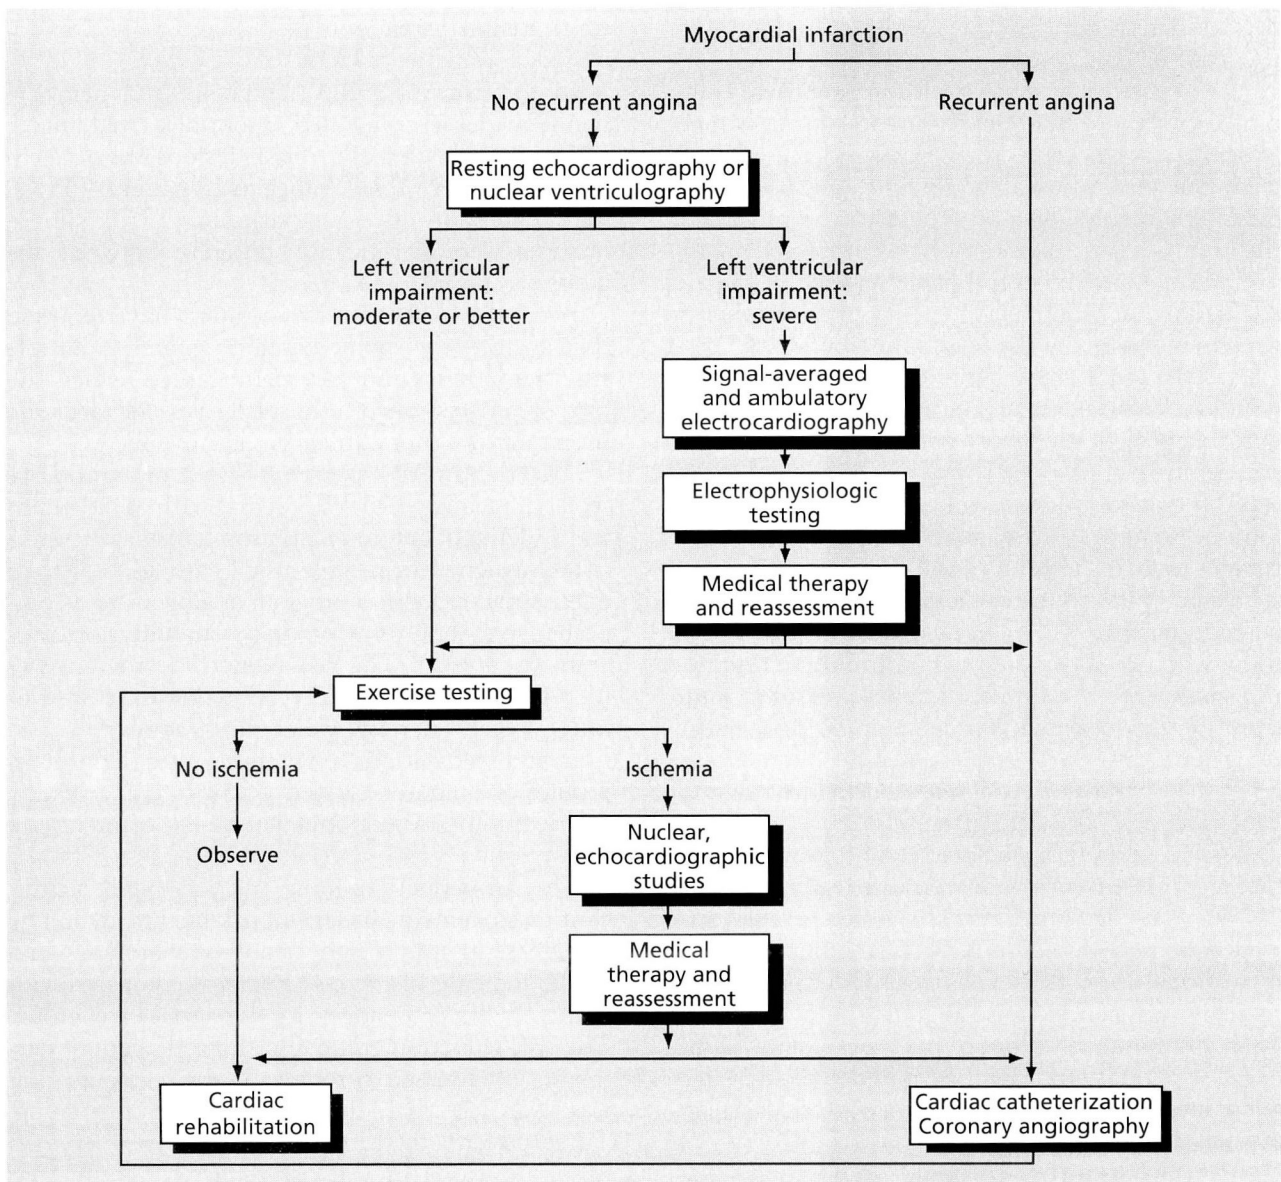 Myocardial infarction
No recurrent angina
Recurrent angina
Resting echocardiography or
nuclear ventriculography
Left ventricular
impairment:
moderate or better
Left ventricular
impairment:
severe
Signal-averaged
and ambulatory
electrocardiography
Electrophysiologic
testing
Medical therapy
and reassessment
Exercise testing
No ischemia
Ischemia
Observe
Nuclear,
echocardiographic
studies
Medical
therapy and
reassessment
Cardiac
rehabilitation
Cardiac catheterization
Coronary angiography